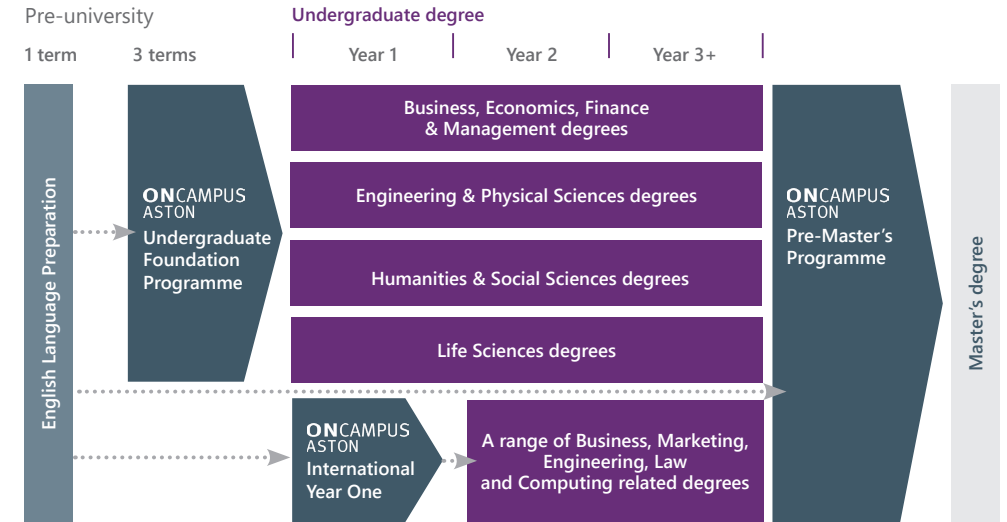 Pre-university
Undergraduate degree
1 term
3 terms
Year 1
Year 2
Year 3+
English Language Preparation
ONCAMPUS
ASTON
Undergraduate
Foundation
Programme
Business, Economics, Finance
& Management degrees
Engineering & Physical Sciences degrees
Humanities & Social Sciences degrees
Life Sciences degrees
ONCAMPUS
ASTON
International
Year One
A range of Business, Marketing,
Engineering, Law
and Computing related degrees
ONCAMPUS
ASTON
Pre-Master’s
Programme
Master’s degree